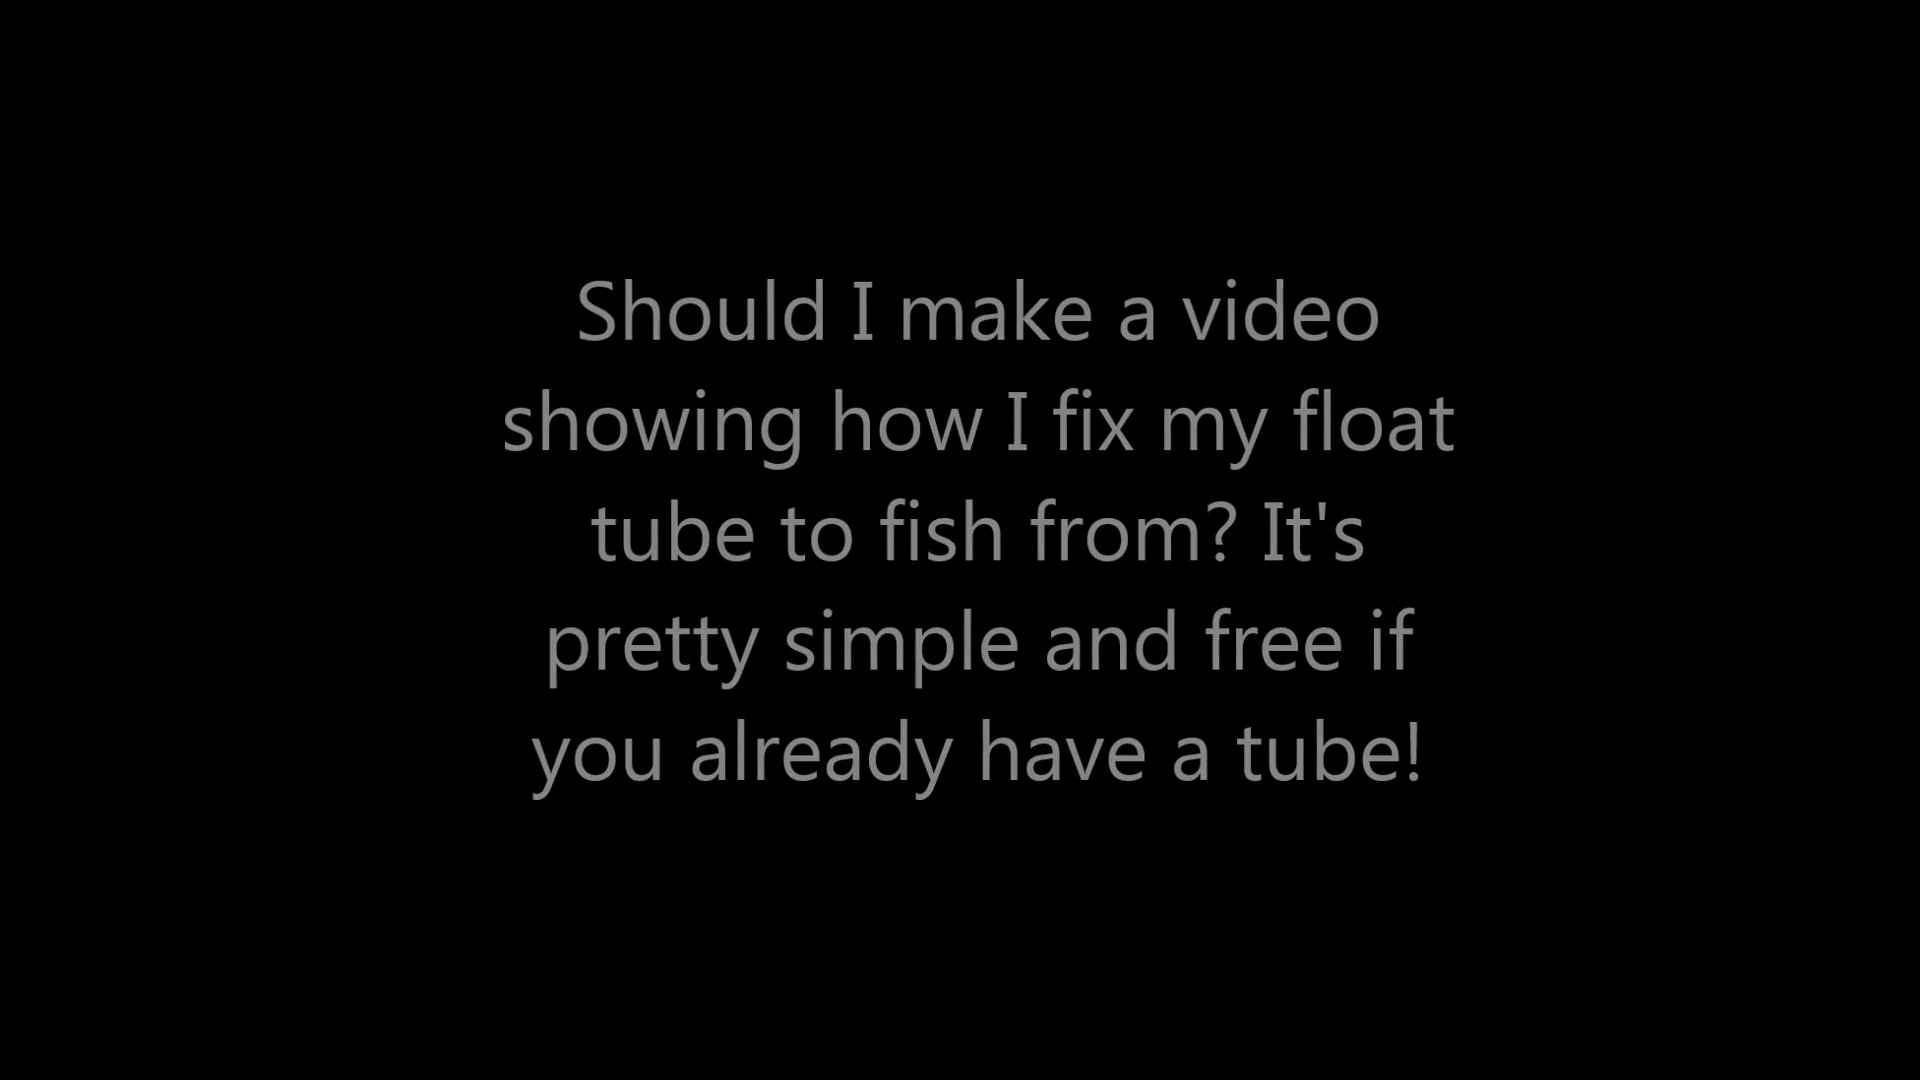 Should I make a video
showing how I fix my float
tube to fish from? It's
pretty simple and free if
you already have a tube!